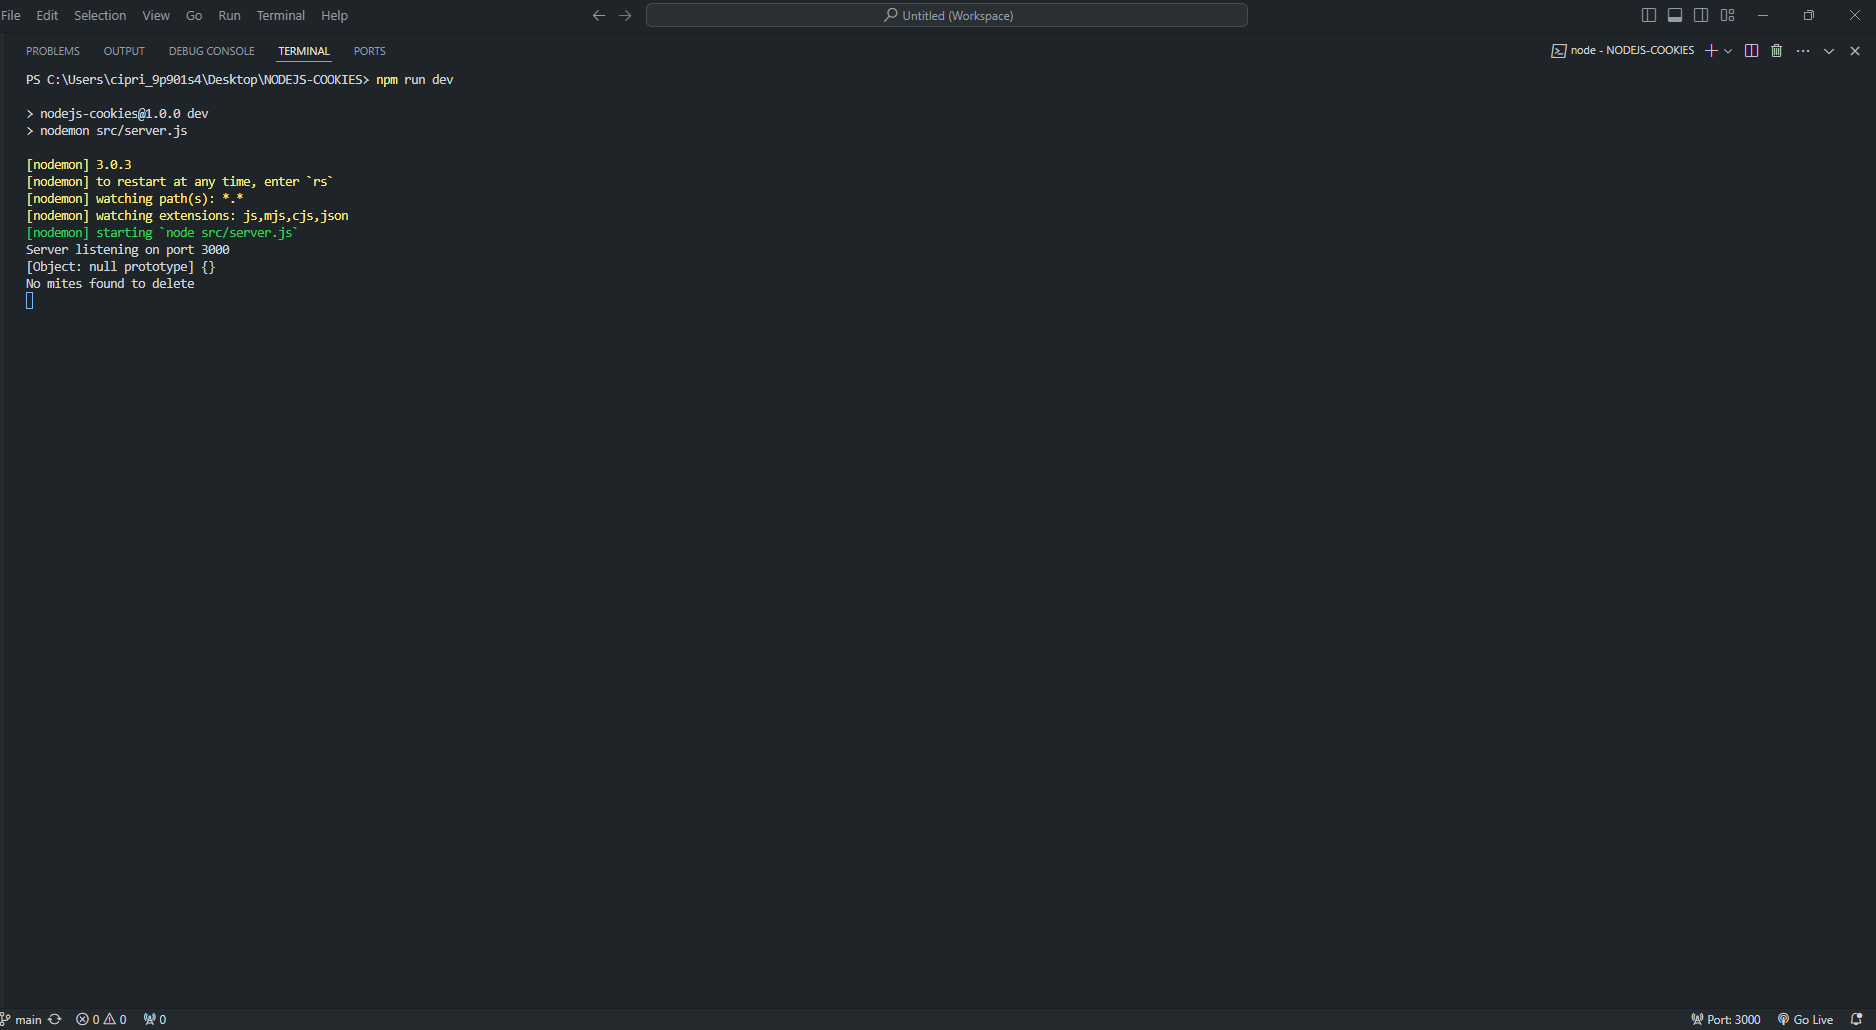 File Edit Selection View Go Run Terminal Help
Untitled (Workspace)
PROBLEMS OUTPUT DEBUG CONSOLE TERMINAL PORTS
node - NODEJS-COOKIES
PS C:\Users\cipri_9p901s4\Desktop\NODEJS-COOKIES> npm run dev
> nodejs-cookies@1.0.0 dev
> nodemon src/server.js
[nodemon] 3.0.3
[nodemon] to restart at any time, enter `rs`
[nodemon] watching path(s): *.*
[nodemon] watching extensions: js,mjs,cjs,json
[nodemon] starting `node src/server.js`
Server listening on port 3000
[Object: null prototype] {}
No mites found to delete
main 0 0 0
Port: 3000 Go Live